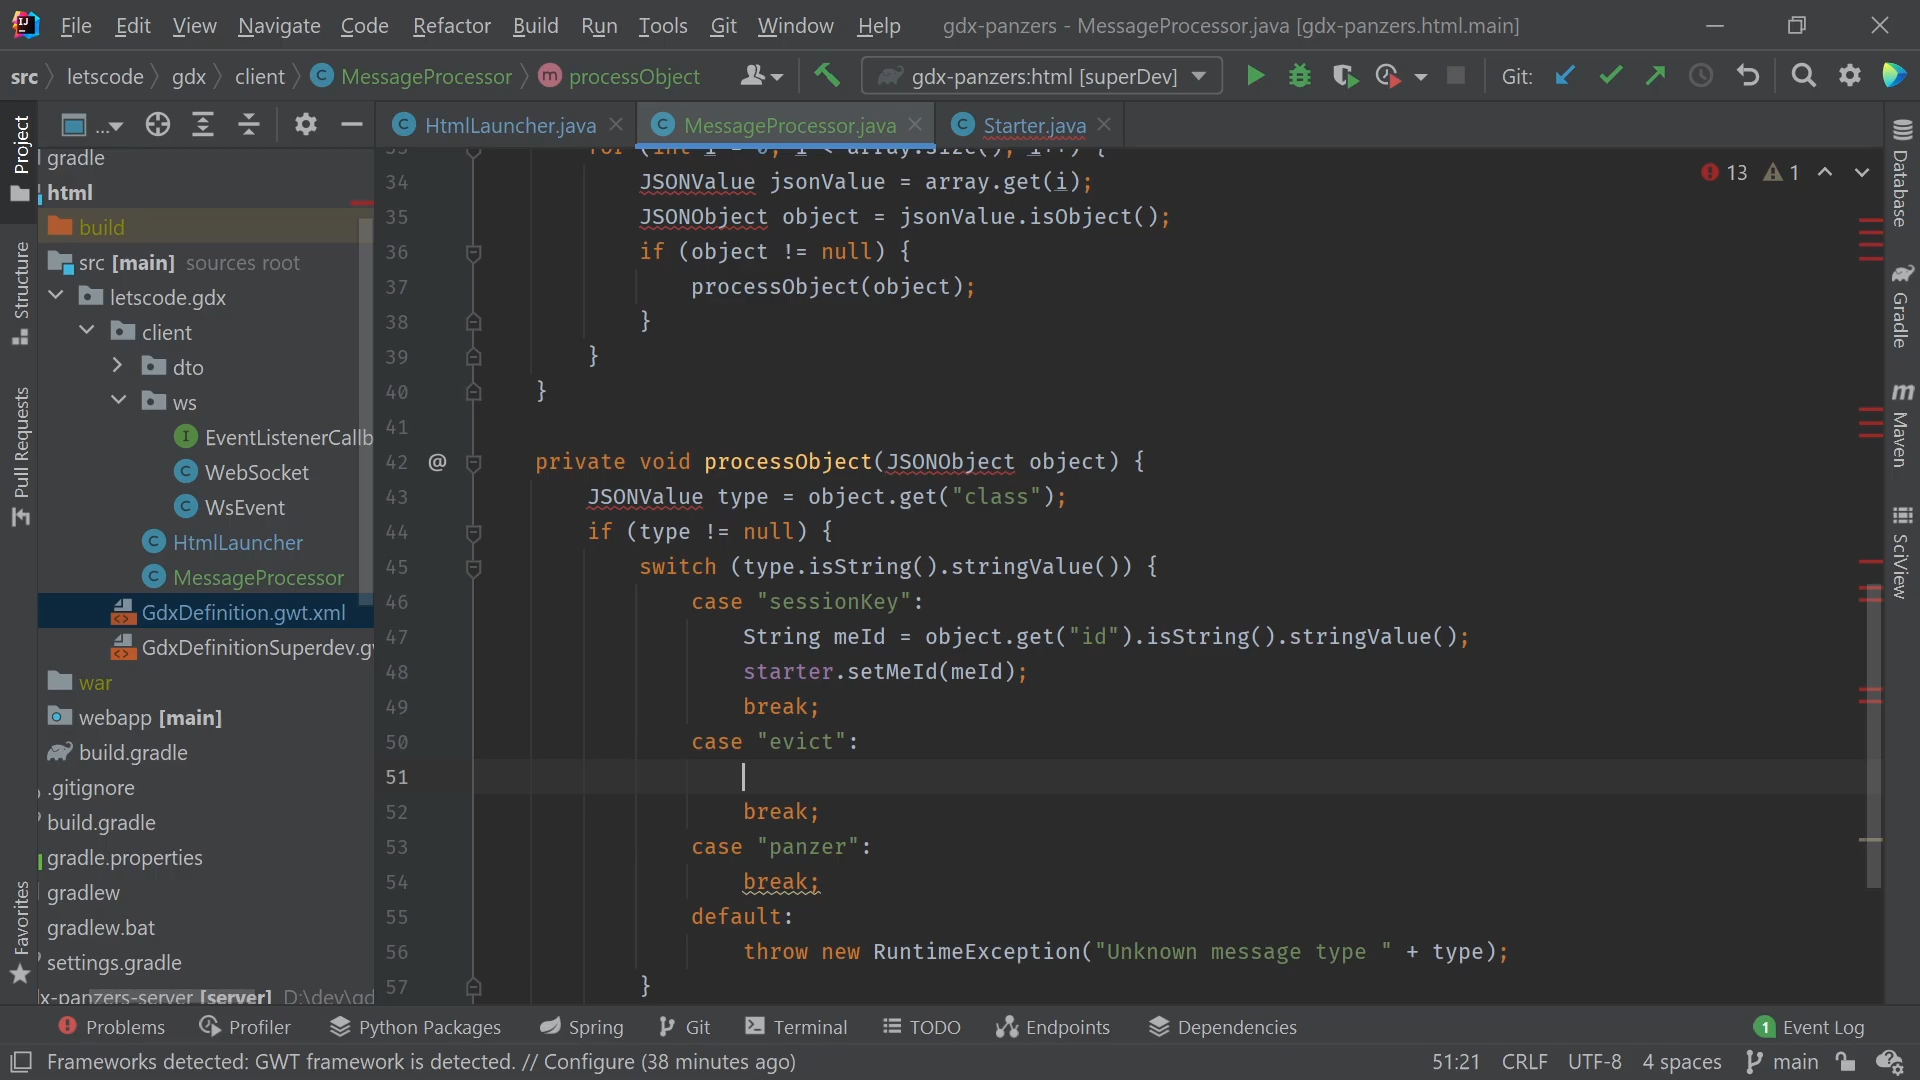 File Edit View Navigate Code Refactor Build Run Tools Git Window Help gdx-panzers - MessageProcessor.java [gdx-panzers.html.main]
src letscode gdx client MessageProcessor processObject gdx-panzers:html [superDev] Git:
... HtmlLauncher.java MessageProcessor.java Starter.java
Project
Structure
Pull Requests
Favorites
gradle
html
build
src [main] sources root
letscode.gdx
client
dto
ws
EventListenerCallb
WebSocket
WsEvent
HtmlLauncher
MessageProcessor
GdxDefinition.gwt.xml
GdxDefinitionSuperdev.g
war
webapp [main]
build.gradle
.gitignore
build.gradle
gradle.properties
gradlew
gradlew.bat
settings.gradle
x-panzers-server [server] D:\dev\gd
13 1
34 JSONValue jsonValue = array.get(i);
35 JSONObject object = jsonValue.isObject();
36 if (object != null) {
37 processObject(object);
38 }
39 }
40 }
41
42 @ private void processObject(JSONObject object) {
43 JSONValue type = object.get("class");
44 if (type != null) {
45 switch (type.isString().stringValue()) {
46 case "sessionKey":
47 String meId = object.get("id").isString().stringValue();
48 starter.setMeId(meId);
49 break;
50 case "evict":
51
52 break;
53 case "panzer":
54 break;
55 default:
56 throw new RuntimeException("Unknown message type " + type);
57 }
Database
Gradle
m Maven
SciView
Problems Profiler Python Packages Spring Git Terminal TODO Endpoints Dependencies 1 Event Log
Frameworks detected: GWT framework is detected. // Configure (38 minutes ago) 51:21 CRLF UTF-8 4 spaces main